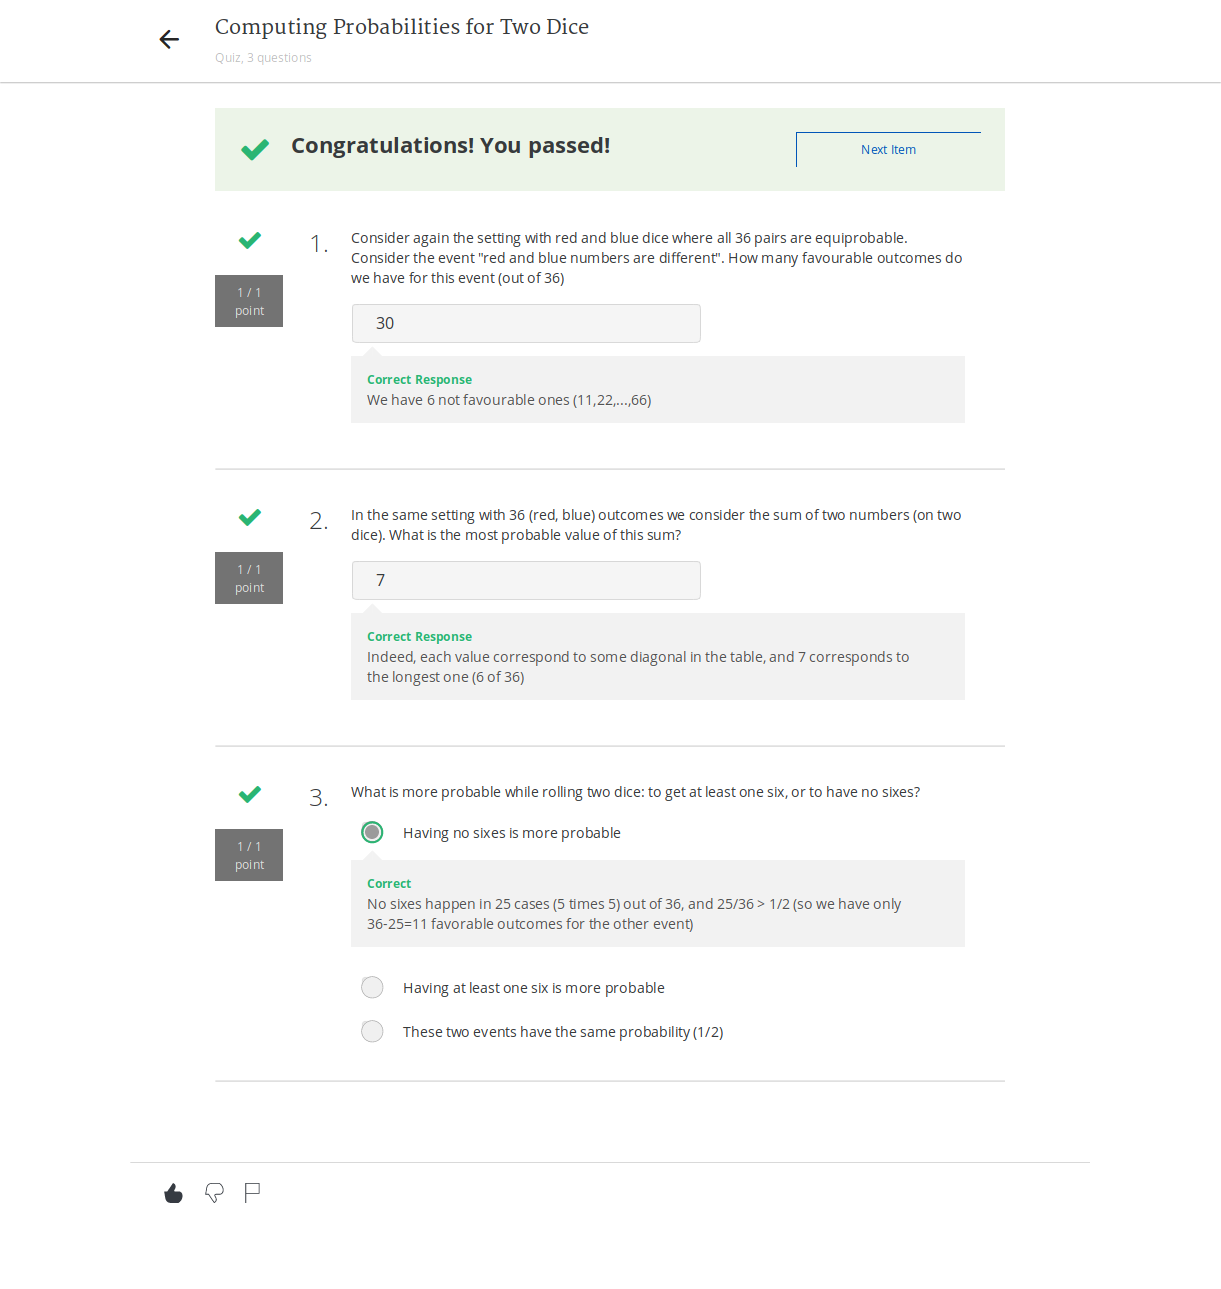 Computing Probabilities for Two Dice
Quiz, 3 questions
Congratulations! You passed!
Next Item
1.
Consider again the setting with red and blue dice where all 36 pairs are equiprobable.
Consider the event "red and blue numbers are different". How many favourable outcomes do
we have for this event (out of 36)
1 / 1
point
30
Correct Response
We have 6 not favourable ones (11,22,...,66)
2.
In the same setting with 36 (red, blue) outcomes we consider the sum of two numbers (on two
dice). What is the most probable value of this sum?
1 / 1
point
7
Correct Response
Indeed, each value correspond to some diagonal in the table, and 7 corresponds to
the longest one (6 of 36)
3.
What is more probable while rolling two dice: to get at least one six, or to have no sixes?
1 / 1
point
Having no sixes is more probable
Correct
No sixes happen in 25 cases (5 times 5) out of 36, and 25/36 > 1/2 (so we have only
36-25=11 favorable outcomes for the other event)
Having at least one six is more probable
These two events have the same probability (1/2)